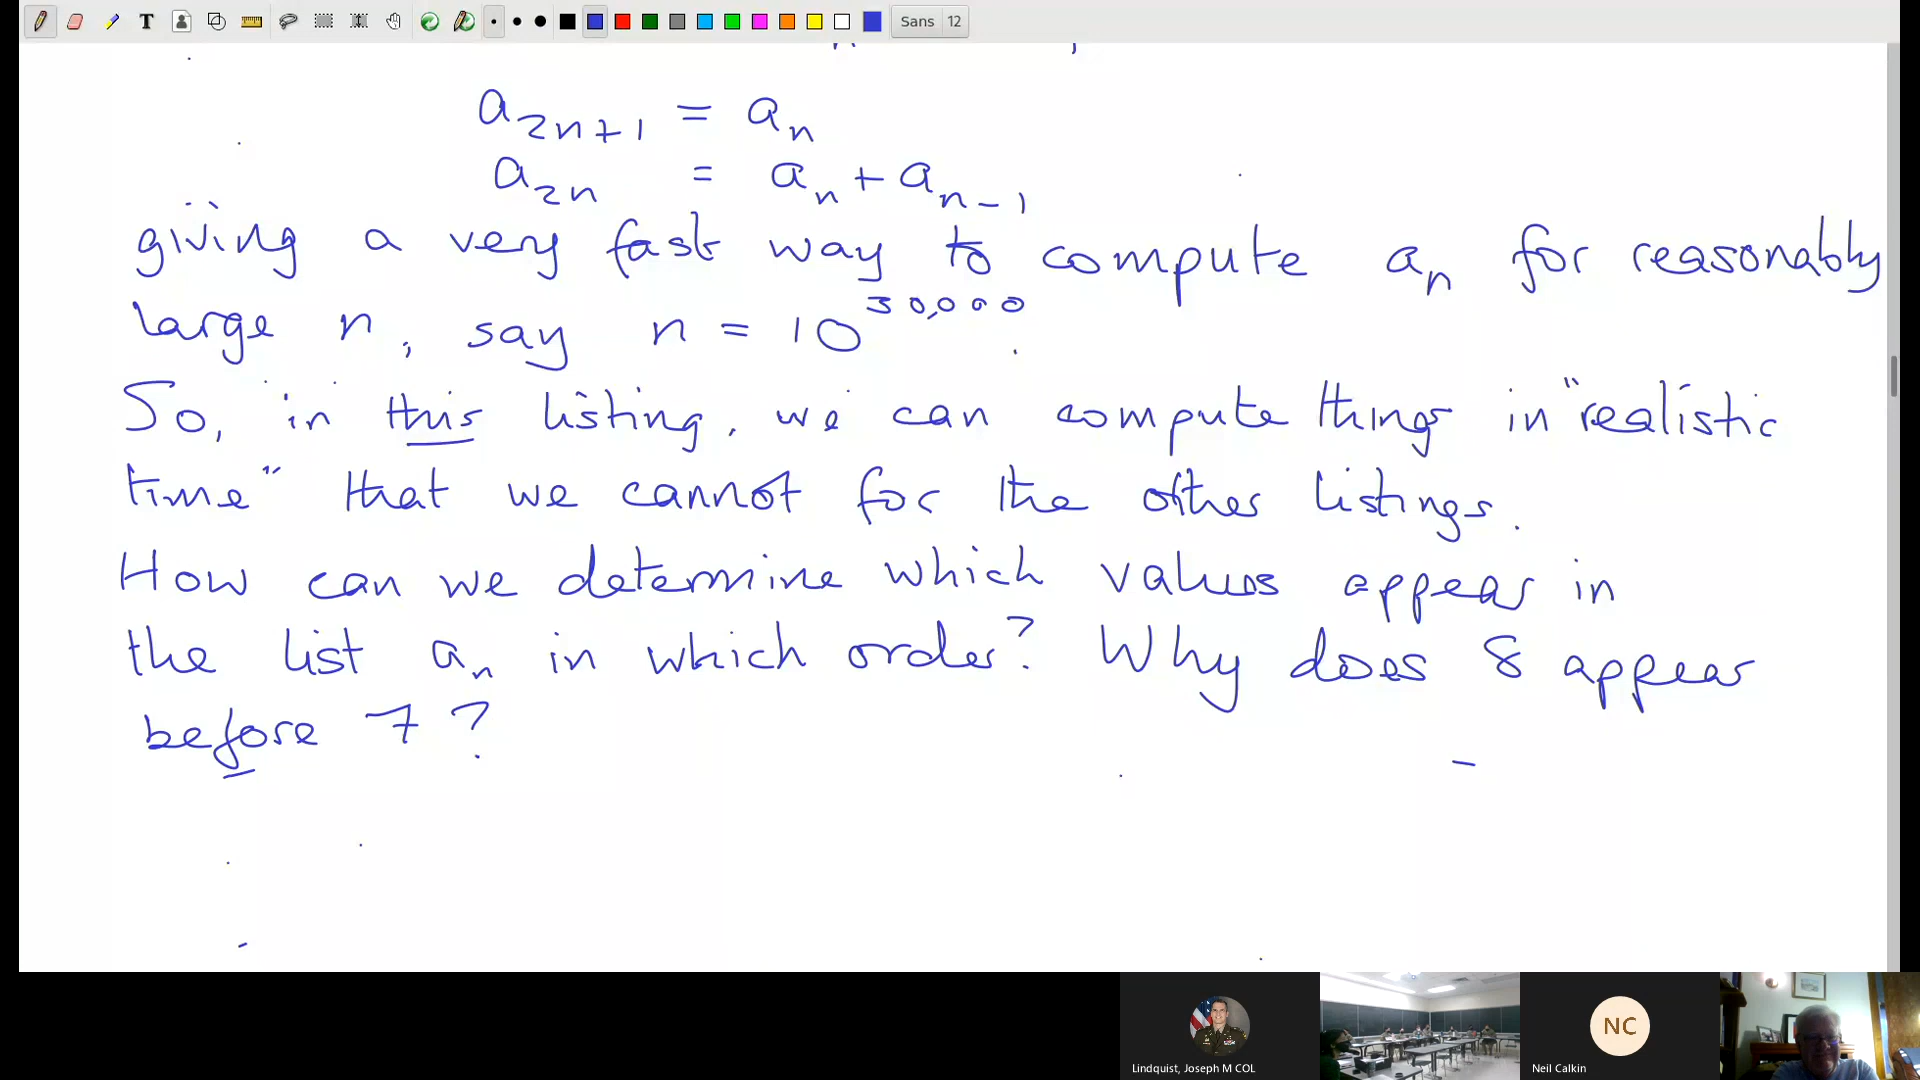 Sans 12
a_{2n+1} = a_n
a_{2n} = a_n + a_{n-1}
giving a very fast way to compute a_n for reasonably
large n, say n = 10^{30,000}.
So, in this listing, we can compute things in "realistic
time" that we cannot for the other listings.
How can we determine which values appear in
the list a_n in which order? Why does 8 appear
before 7?
Lindquist, Joseph M COL
NC
Neil Calkin